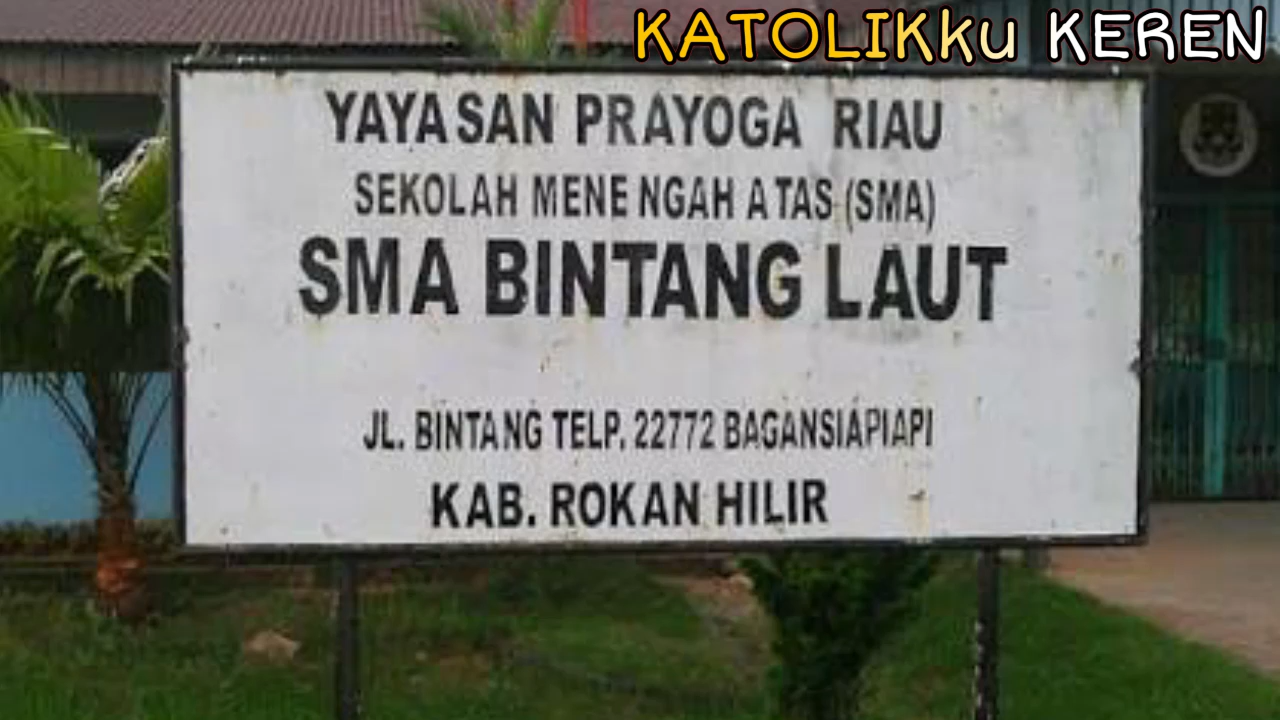 KATOLIKku KEREN
YAYASAN PRAYOGA RIAU
SEKOLAH MENENGAH ATAS (SMA)
SMA BINTANG LAUT
JL. BINTANG TELP. 22772 BAGANSIAPIAPI
KAB. ROKAN HILIR